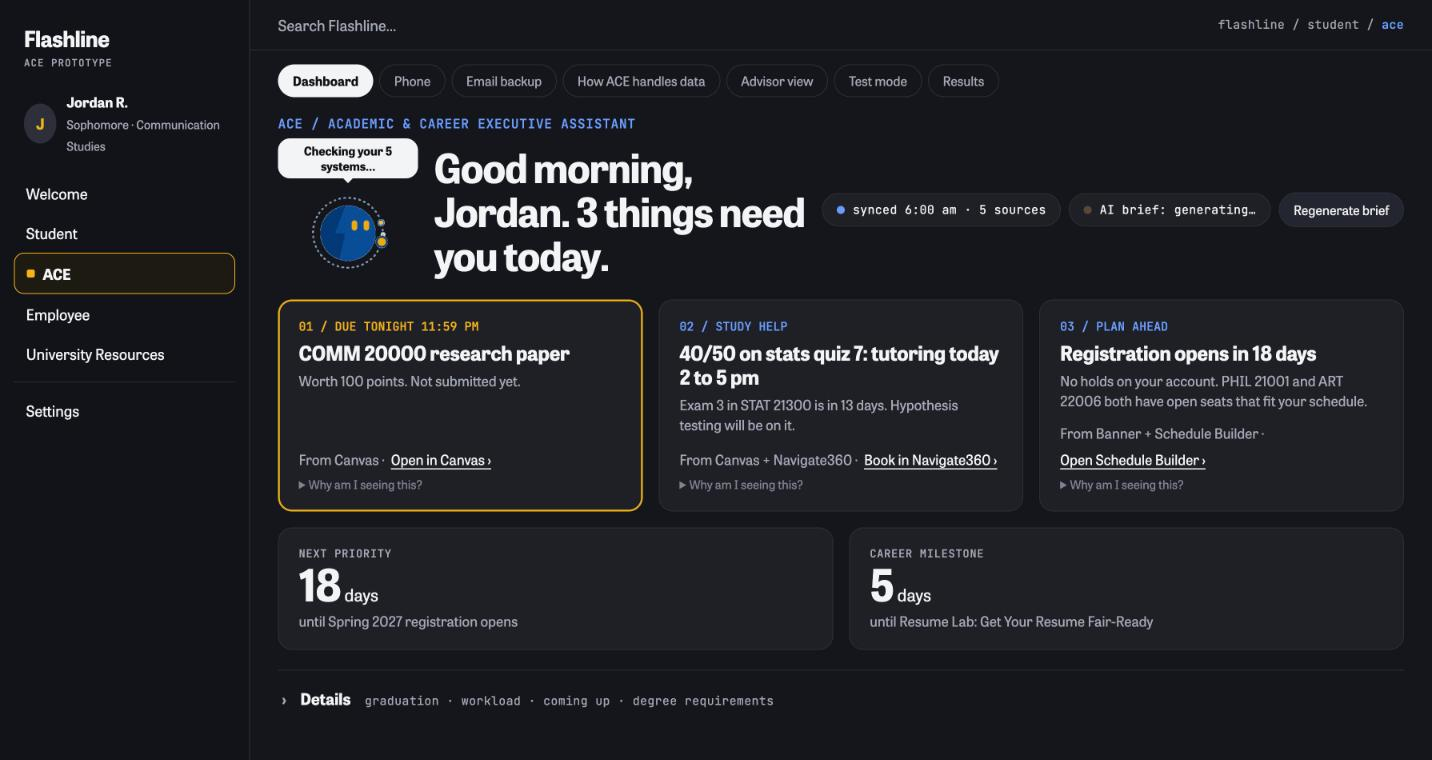 Flashline
ACE PROTOTYPE
J
Jordan R.
Sophomore · Communication
Studies
Welcome
Student
ACE
Employee
University Resources
Settings
Search Flashline...
flashline / student / ace
Dashboard
Phone
Email backup
How ACE handles data
Advisor view
Test mode
Results
ACE / ACADEMIC & CAREER EXECUTIVE ASSISTANT
Checking your 5
systems...
Good morning,
Jordan. 3 things need
you today.
synced 6:00 am · 5 sources
AI brief: generating…
Regenerate brief
01 / DUE TONIGHT 11:59 PM
COMM 20000 research paper
Worth 100 points. Not submitted yet.
From Canvas · Open in Canvas ›
Why am I seeing this?
02 / STUDY HELP
40/50 on stats quiz 7: tutoring today
2 to 5 pm
Exam 3 in STAT 21300 is in 13 days. Hypothesis
testing will be on it.
From Canvas + Navigate360 · Book in Navigate360 ›
Why am I seeing this?
03 / PLAN AHEAD
Registration opens in 18 days
No holds on your account. PHIL 21001 and ART
22006 both have open seats that fit your schedule.
From Banner + Schedule Builder ·
Open Schedule Builder ›
Why am I seeing this?
NEXT PRIORITY
18 days
until Spring 2027 registration opens
CAREER MILESTONE
5 days
until Resume Lab: Get Your Resume Fair-Ready
› Details graduation · workload · coming up · degree requirements